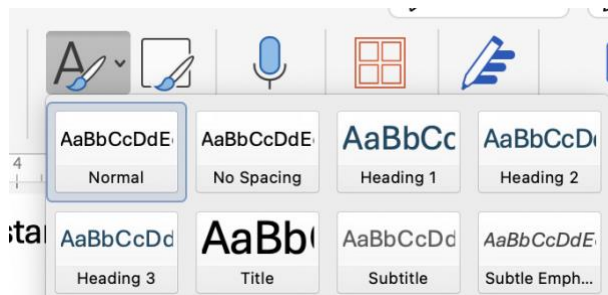 4
AaBbCcDdE AaBbCcDdE AaBbCc AaBbCcD
Normal No Spacing Heading 1 Heading 2
sta
AaBbCcDd AaBb AaBbCcDd AaBbCcDdE
Heading 3 Title Subtitle Subtle Emph...